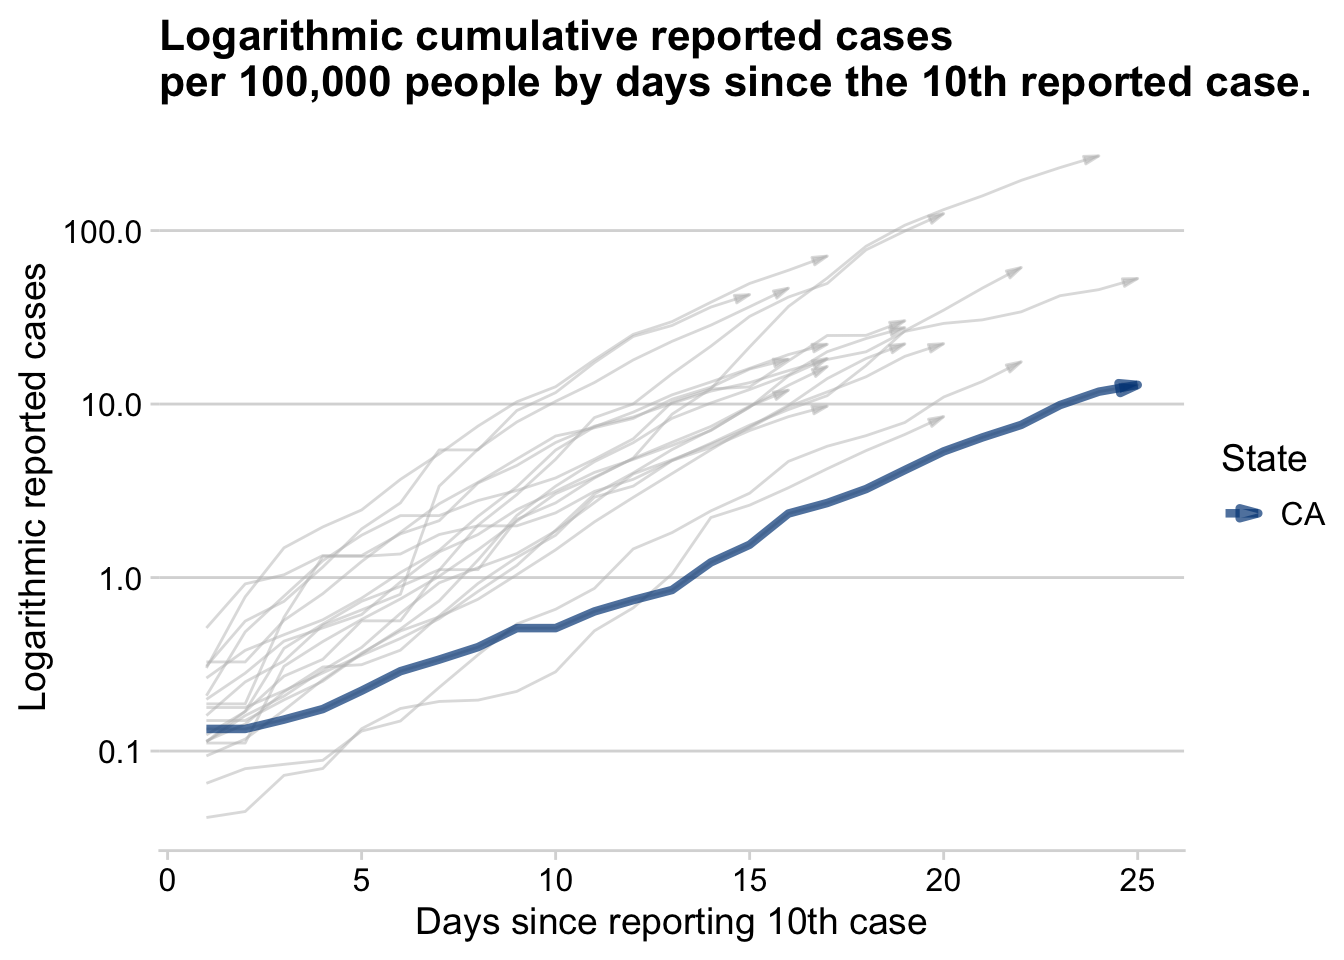 Logarithmic cumulative reported cases
per 100,000 people by days since the 10th reported case.
Logarithmic reported cases
100.0
10.0
1.0
0.1
0
5
10
15
20
25
Days since reporting 10th case
State
CA